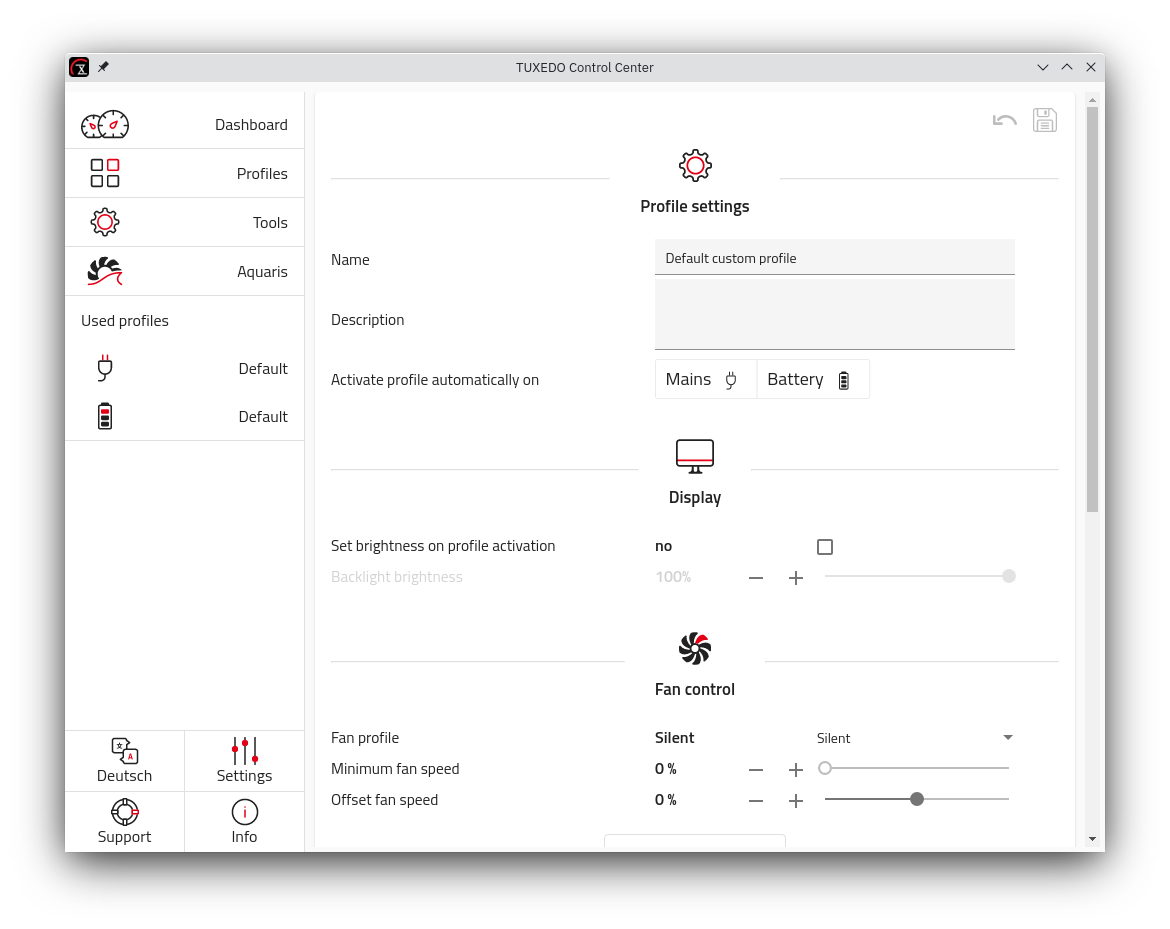 TUXEDO Control Center
Dashboard
Profiles
Tools
Aquaris
Used profiles
Default
Default
Deutsch
Settings
Support
Info
Profile settings
Name
Default custom profile
Description
Activate profile automatically on
Mains
Battery
Display
Set brightness on profile activation
no
Backlight brightness
100%
Fan control
Fan profile
Silent
Silent
Minimum fan speed
0 %
Offset fan speed
0 %